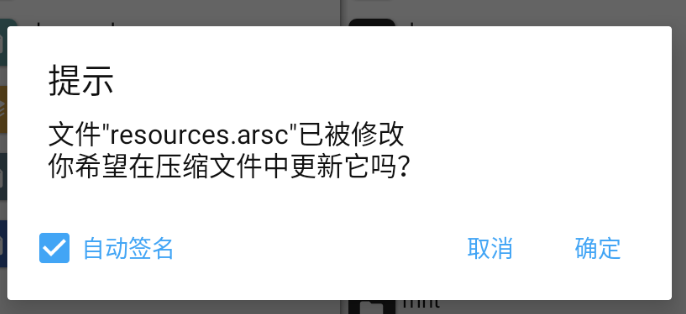 提示
文件"resources.arsc"已被修改
你希望在压缩文件中更新它吗？
自动签名
取消
确定